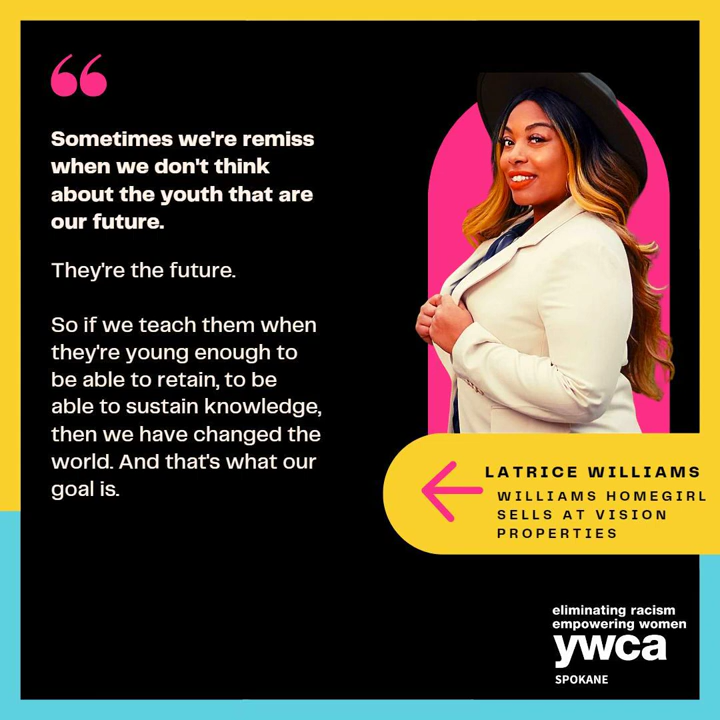 Sometimes we're remiss
when we don't think
about the youth that are
our future.
They're the future.
So if we teach them when
they're young enough to
be able to retain, to be
able to sustain knowledge,
then we have changed the
world. And that's what our
goal is.
LATRICE WILLIAMS
WILLIAMS HOMEGIRL
SELLS AT VISION
PROPERTIES
eliminating racism
empowering women
ywca
SPOKANE